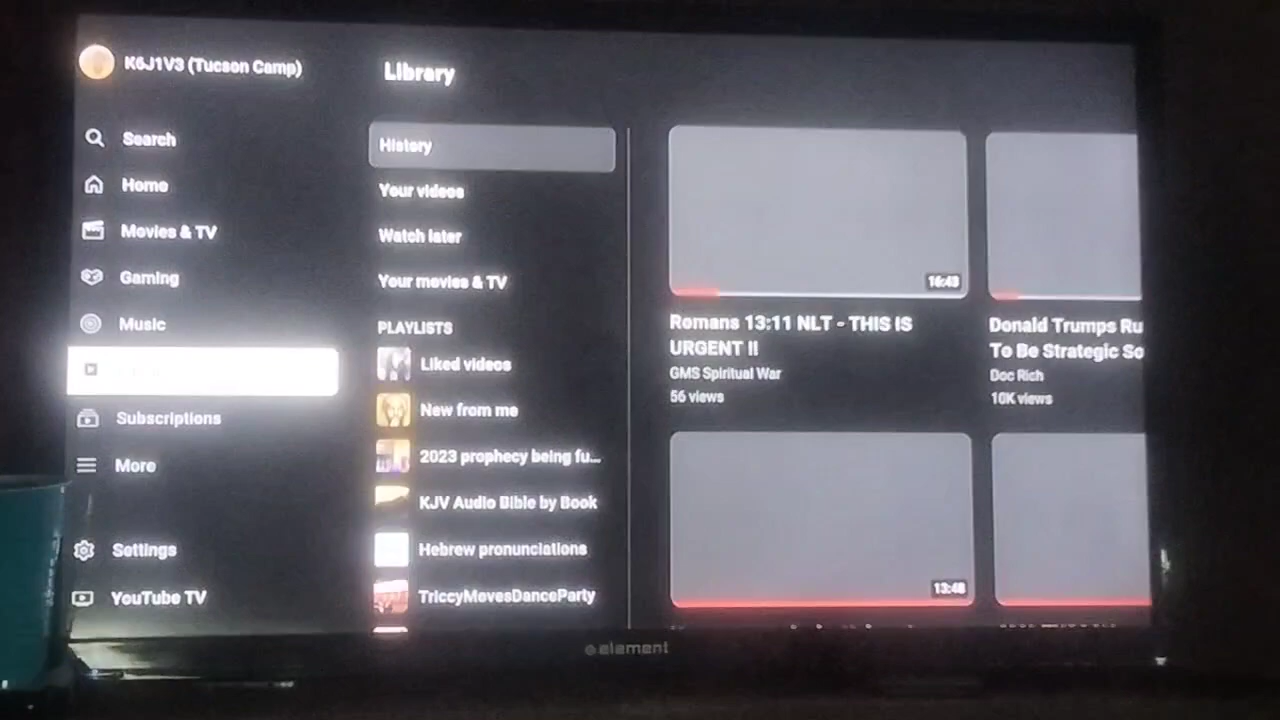 K6J1V3 (Tucson Camp)
Search
Home
Movies & TV
Gaming
Music
Subscriptions
More
Settings
YouTube TV
Library
History
Your videos
Watch later
Your movies & TV
PLAYLISTS
Liked videos
New from me
2023 prophecy being fu...
KJV Audio Bible by Book
Hebrew pronunciations
TriccyMovesDanceParty
16:43
Romans 13:11 NLT - THIS IS
URGENT !!
GMS Spiritual War
56 views
Donald Trumps Ru
To Be Strategic So
Doc Rich
10K views
13:48
element